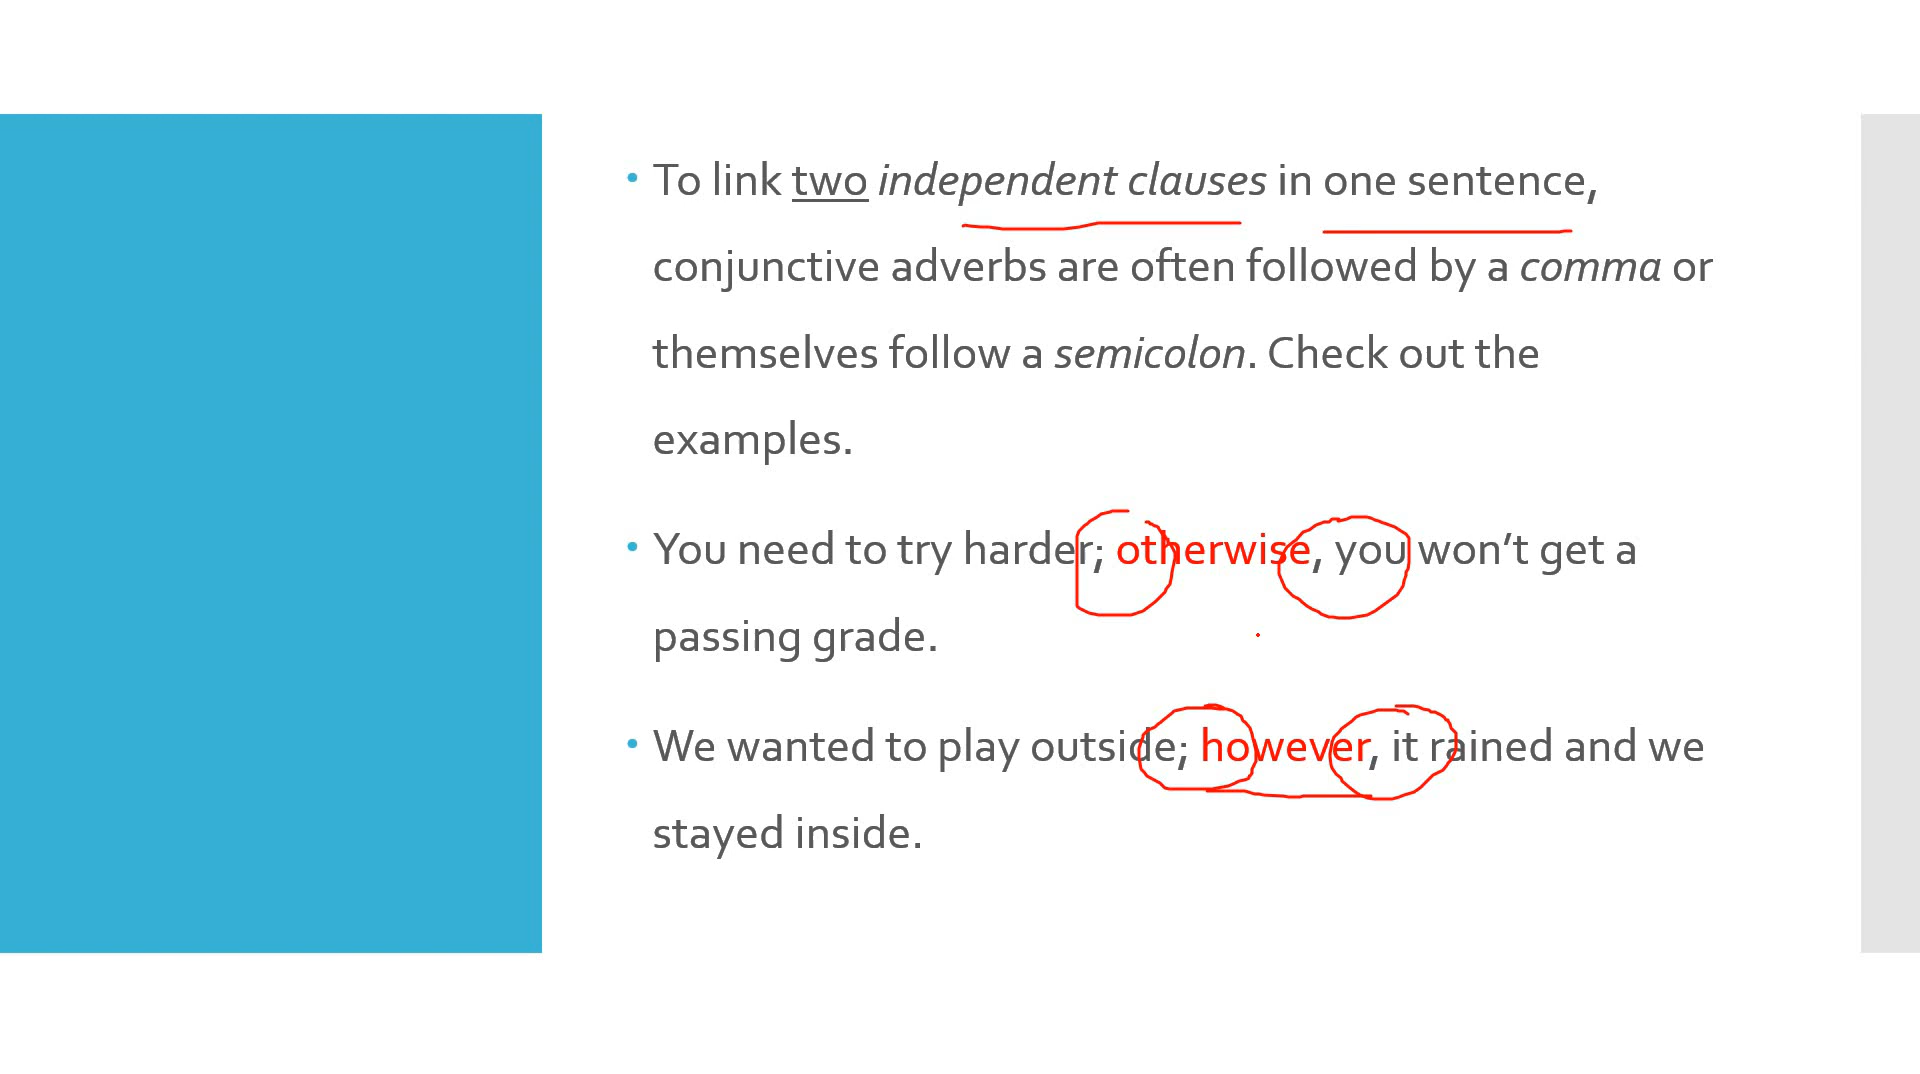 • To link two independent clauses in one sentence,
conjunctive adverbs are often followed by a comma or
themselves follow a semicolon. Check out the
examples.
• You need to try harder; otherwise, you won’t get a
passing grade.
• We wanted to play outside; however, it rained and we
stayed inside.